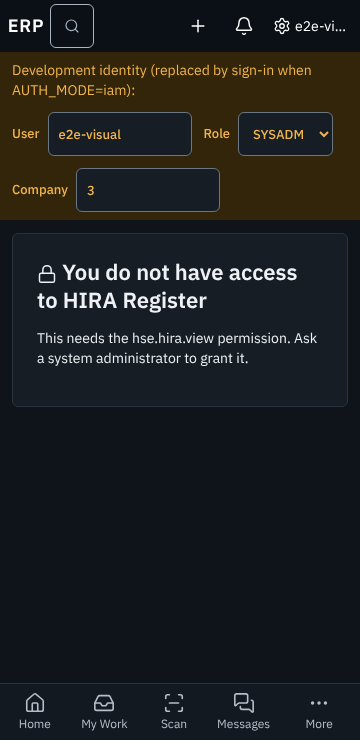 ERP
e2e-vi...
Development identity (replaced by sign-in when
AUTH_MODE=iam):
User e2e-visual Role SYSADM
Company 3
You do not have access
to HIRA Register
This needs the hse.hira.view permission. Ask
a system administrator to grant it.
Home My Work Scan Messages More